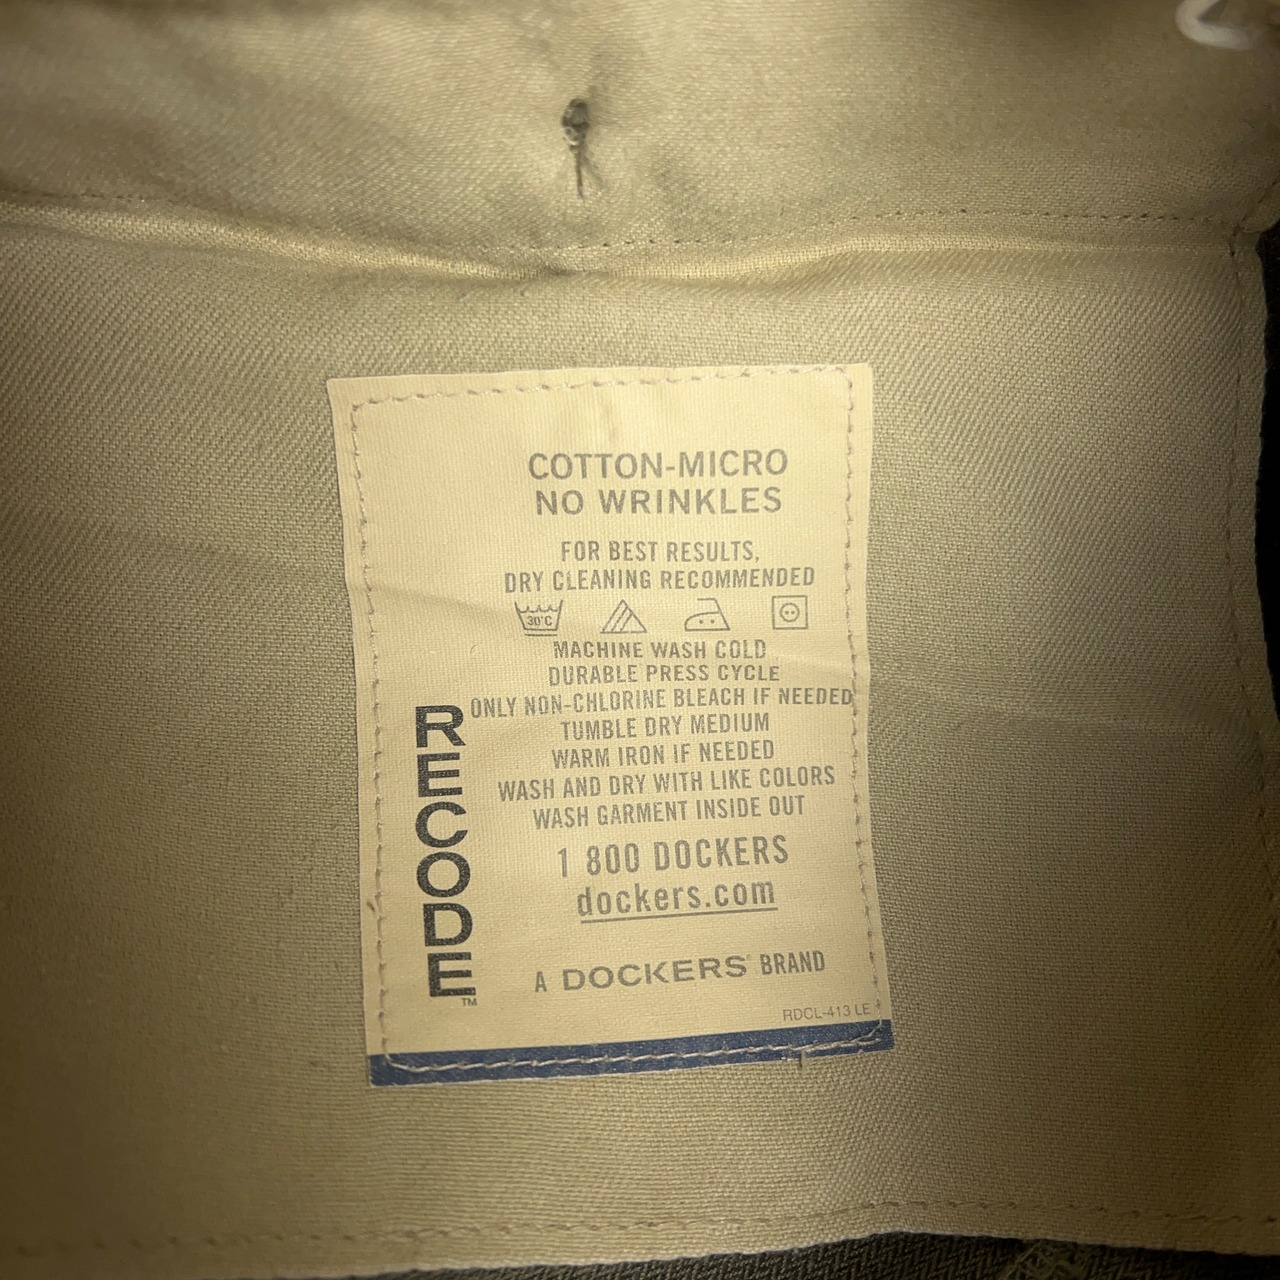 COTTON-MICRO
NO WRINKLES
FOR BEST RESULTS,
DRY CLEANING RECOMMENDED
30°C
MACHINE WASH COLD
DURABLE PRESS CYCLE
ONLY NON-CHLORINE BLEACH IF NEEDED
TUMBLE DRY MEDIUM
WARM IRON IF NEEDED
WASH AND DRY WITH LIKE COLORS
WASH GARMENT INSIDE OUT
1 800 DOCKERS
dockers.com
A DOCKERS® BRAND
RDCL-413 LE
RECODE™